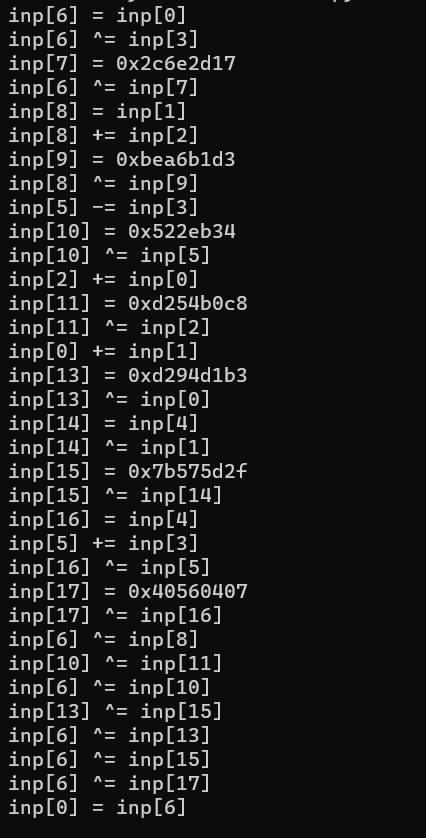 inp[6] = inp[0]
inp[6] ^= inp[3]
inp[7] = 0x2c6e2d17
inp[6] ^= inp[7]
inp[8] = inp[1]
inp[8] += inp[2]
inp[9] = 0xbea6b1d3
inp[8] ^= inp[9]
inp[5] -= inp[3]
inp[10] = 0x522eb34
inp[10] ^= inp[5]
inp[2] += inp[0]
inp[11] = 0xd254b0c8
inp[11] ^= inp[2]
inp[0] += inp[1]
inp[13] = 0xd294d1b3
inp[13] ^= inp[0]
inp[14] = inp[4]
inp[14] ^= inp[1]
inp[15] = 0x7b575d2f
inp[15] ^= inp[14]
inp[16] = inp[4]
inp[5] += inp[3]
inp[16] ^= inp[5]
inp[17] = 0x40560407
inp[17] ^= inp[16]
inp[6] ^= inp[8]
inp[10] ^= inp[11]
inp[6] ^= inp[10]
inp[13] ^= inp[15]
inp[6] ^= inp[13]
inp[6] ^= inp[15]
inp[6] ^= inp[17]
inp[0] = inp[6]